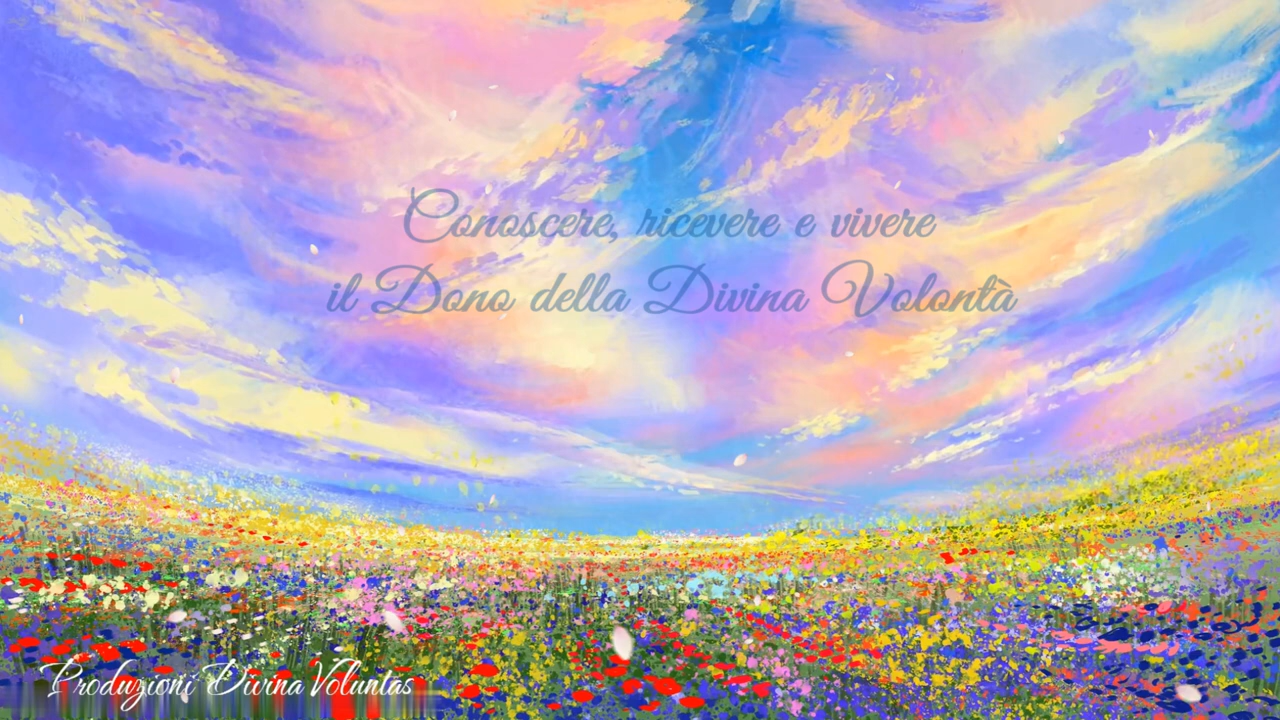 Conoscere, ricevere e vivere
il Dono della Divina Volontà
Produzioni Divina Voluntas